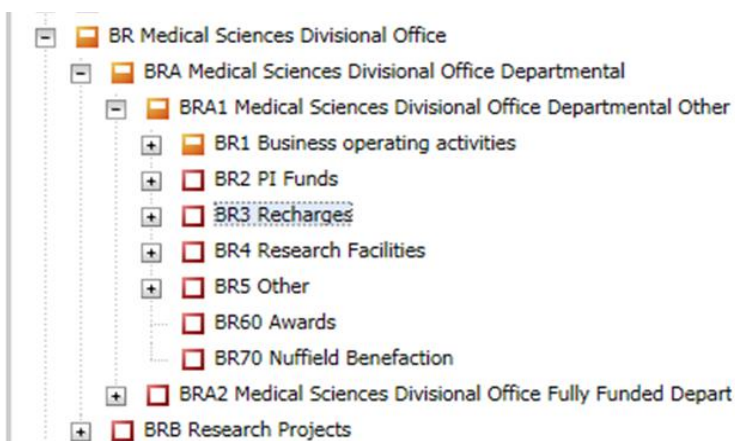 BR Medical Sciences Divisional Office
BRA Medical Sciences Divisional Office Departmental
BRA1 Medical Sciences Divisional Office Departmental Other
BR1 Business operating activities
BR2 PI Funds
BR3 Recharges
BR4 Research Facilities
BR5 Other
BR60 Awards
BR70 Nuffield Benefaction
BRA2 Medical Sciences Divisional Office Fully Funded Depart
BRB Research Projects